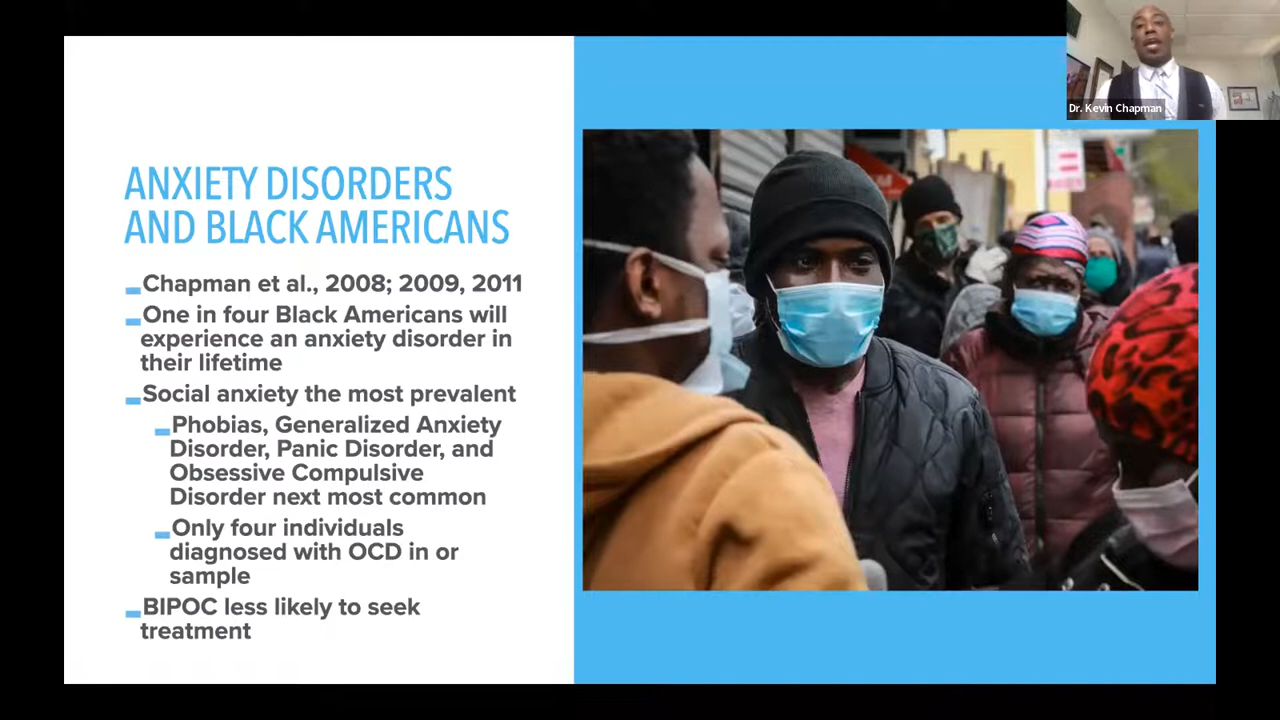 Dr. Kevin Chapman
ANXIETY DISORDERS
AND BLACK AMERICANS
Chapman et al., 2008; 2009, 2011
One in four Black Americans will
experience an anxiety disorder in
their lifetime
Social anxiety the most prevalent
Phobias, Generalized Anxiety
Disorder, Panic Disorder, and
Obsessive Compulsive
Disorder next most common
Only four individuals
diagnosed with OCD in or
sample
BIPOC less likely to seek
treatment